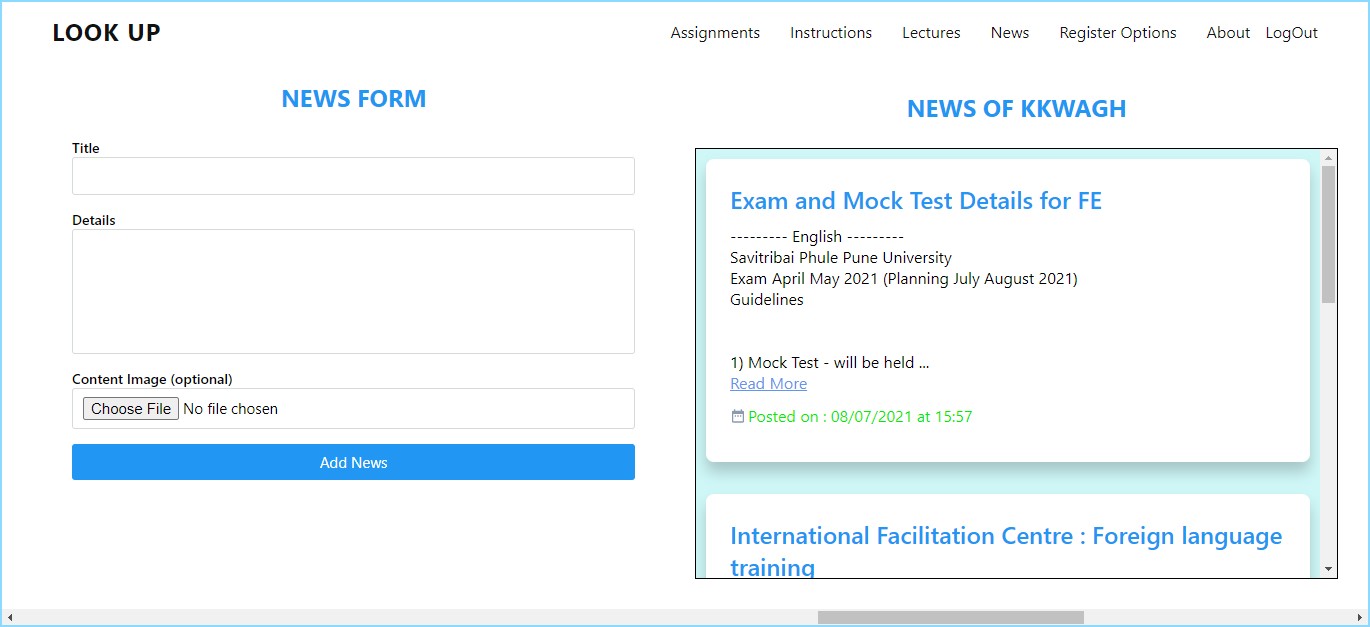 LOOK UP
Assignments Instructions Lectures News Register Options About LogOut
NEWS FORM
Title
Details
Content Image (optional)
Choose File No file chosen
Add News
NEWS OF KKWAGH
Exam and Mock Test Details for FE
--------- English ---------
Savitribai Phule Pune University
Exam April May 2021 (Planning July August 2021)
Guidelines
1) Mock Test - will be held ...
Read More
Posted on : 08/07/2021 at 15:57
International Facilitation Centre : Foreign language
training